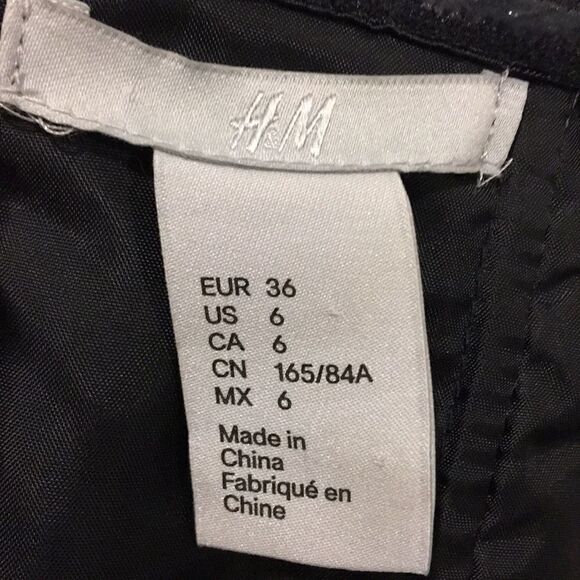 H&M
EUR 36
US 6
CA 6
CN 165/84A
MX 6
Made in
China
Fabriqué en
Chine